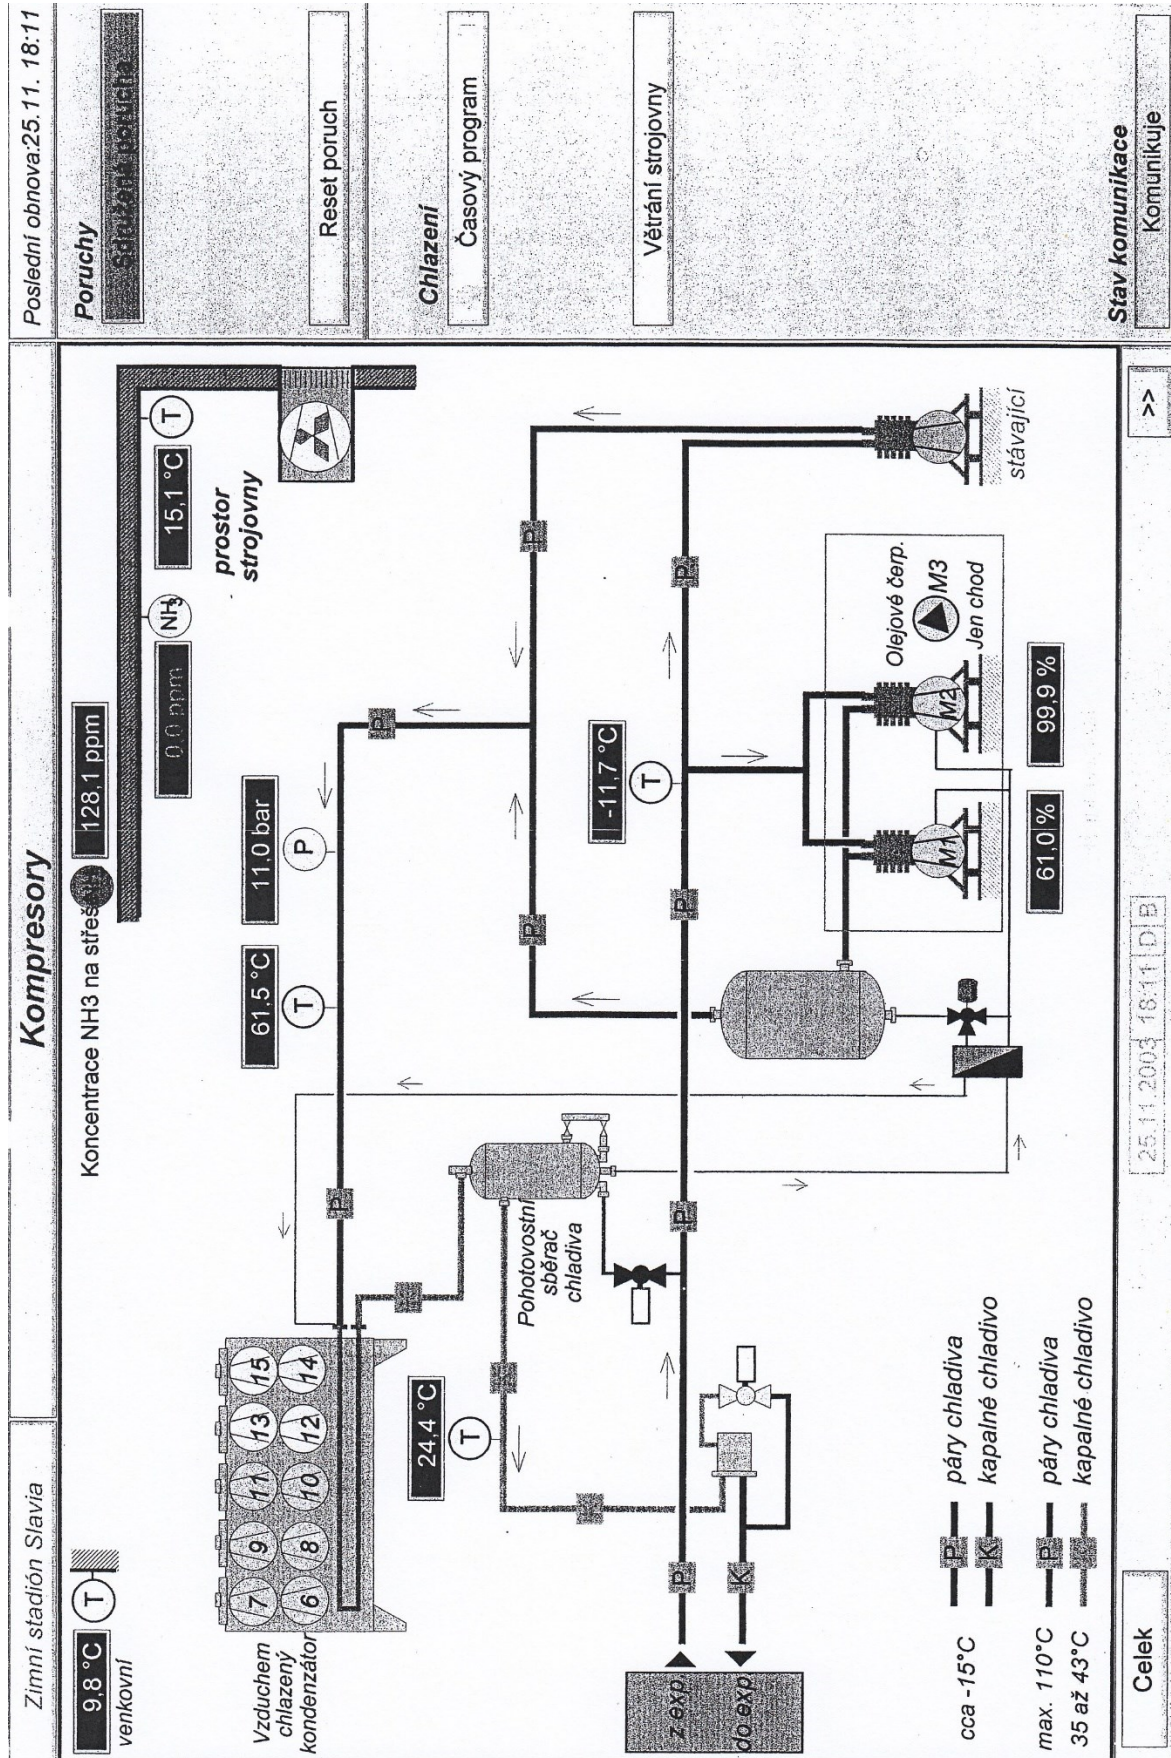 Zimní stadión Slavia
Kompresory
Poslední obnova:25.11. 18:11
9,8 °C
T
venkovní
Koncentrace NH3 na střeš
128,1 ppm
0,0 ppm
NH3
15,1 °C
T
prostor
strojovny
Poruchy
Sdružená porucha
Reset poruch
Chlazení
Časový program
Větrání strojovny
Stav komunikace
Komunikuje
Vzduchem
chlazený
kondenzátor
7
9
11
13
15
6
8
10
12
14
61,5 °C
T
11,0 bar
P
P
P
P
P
24,4 °C
T
Pohotovostní
sběrač
chladiva
-11,7 °C
T
P
P
P
P
z exp
do exp
K
M1
M2
Olejové čerp.
M3
Jen chod
61,0 %
99,9 %
stávající
cca -15°C
P
páry chladiva
K
kapalné chladivo
max. 110°C
P
páry chladiva
35 až 43°C
kapalné chladivo
Celek
25.11.2003 18:11 D B
>>